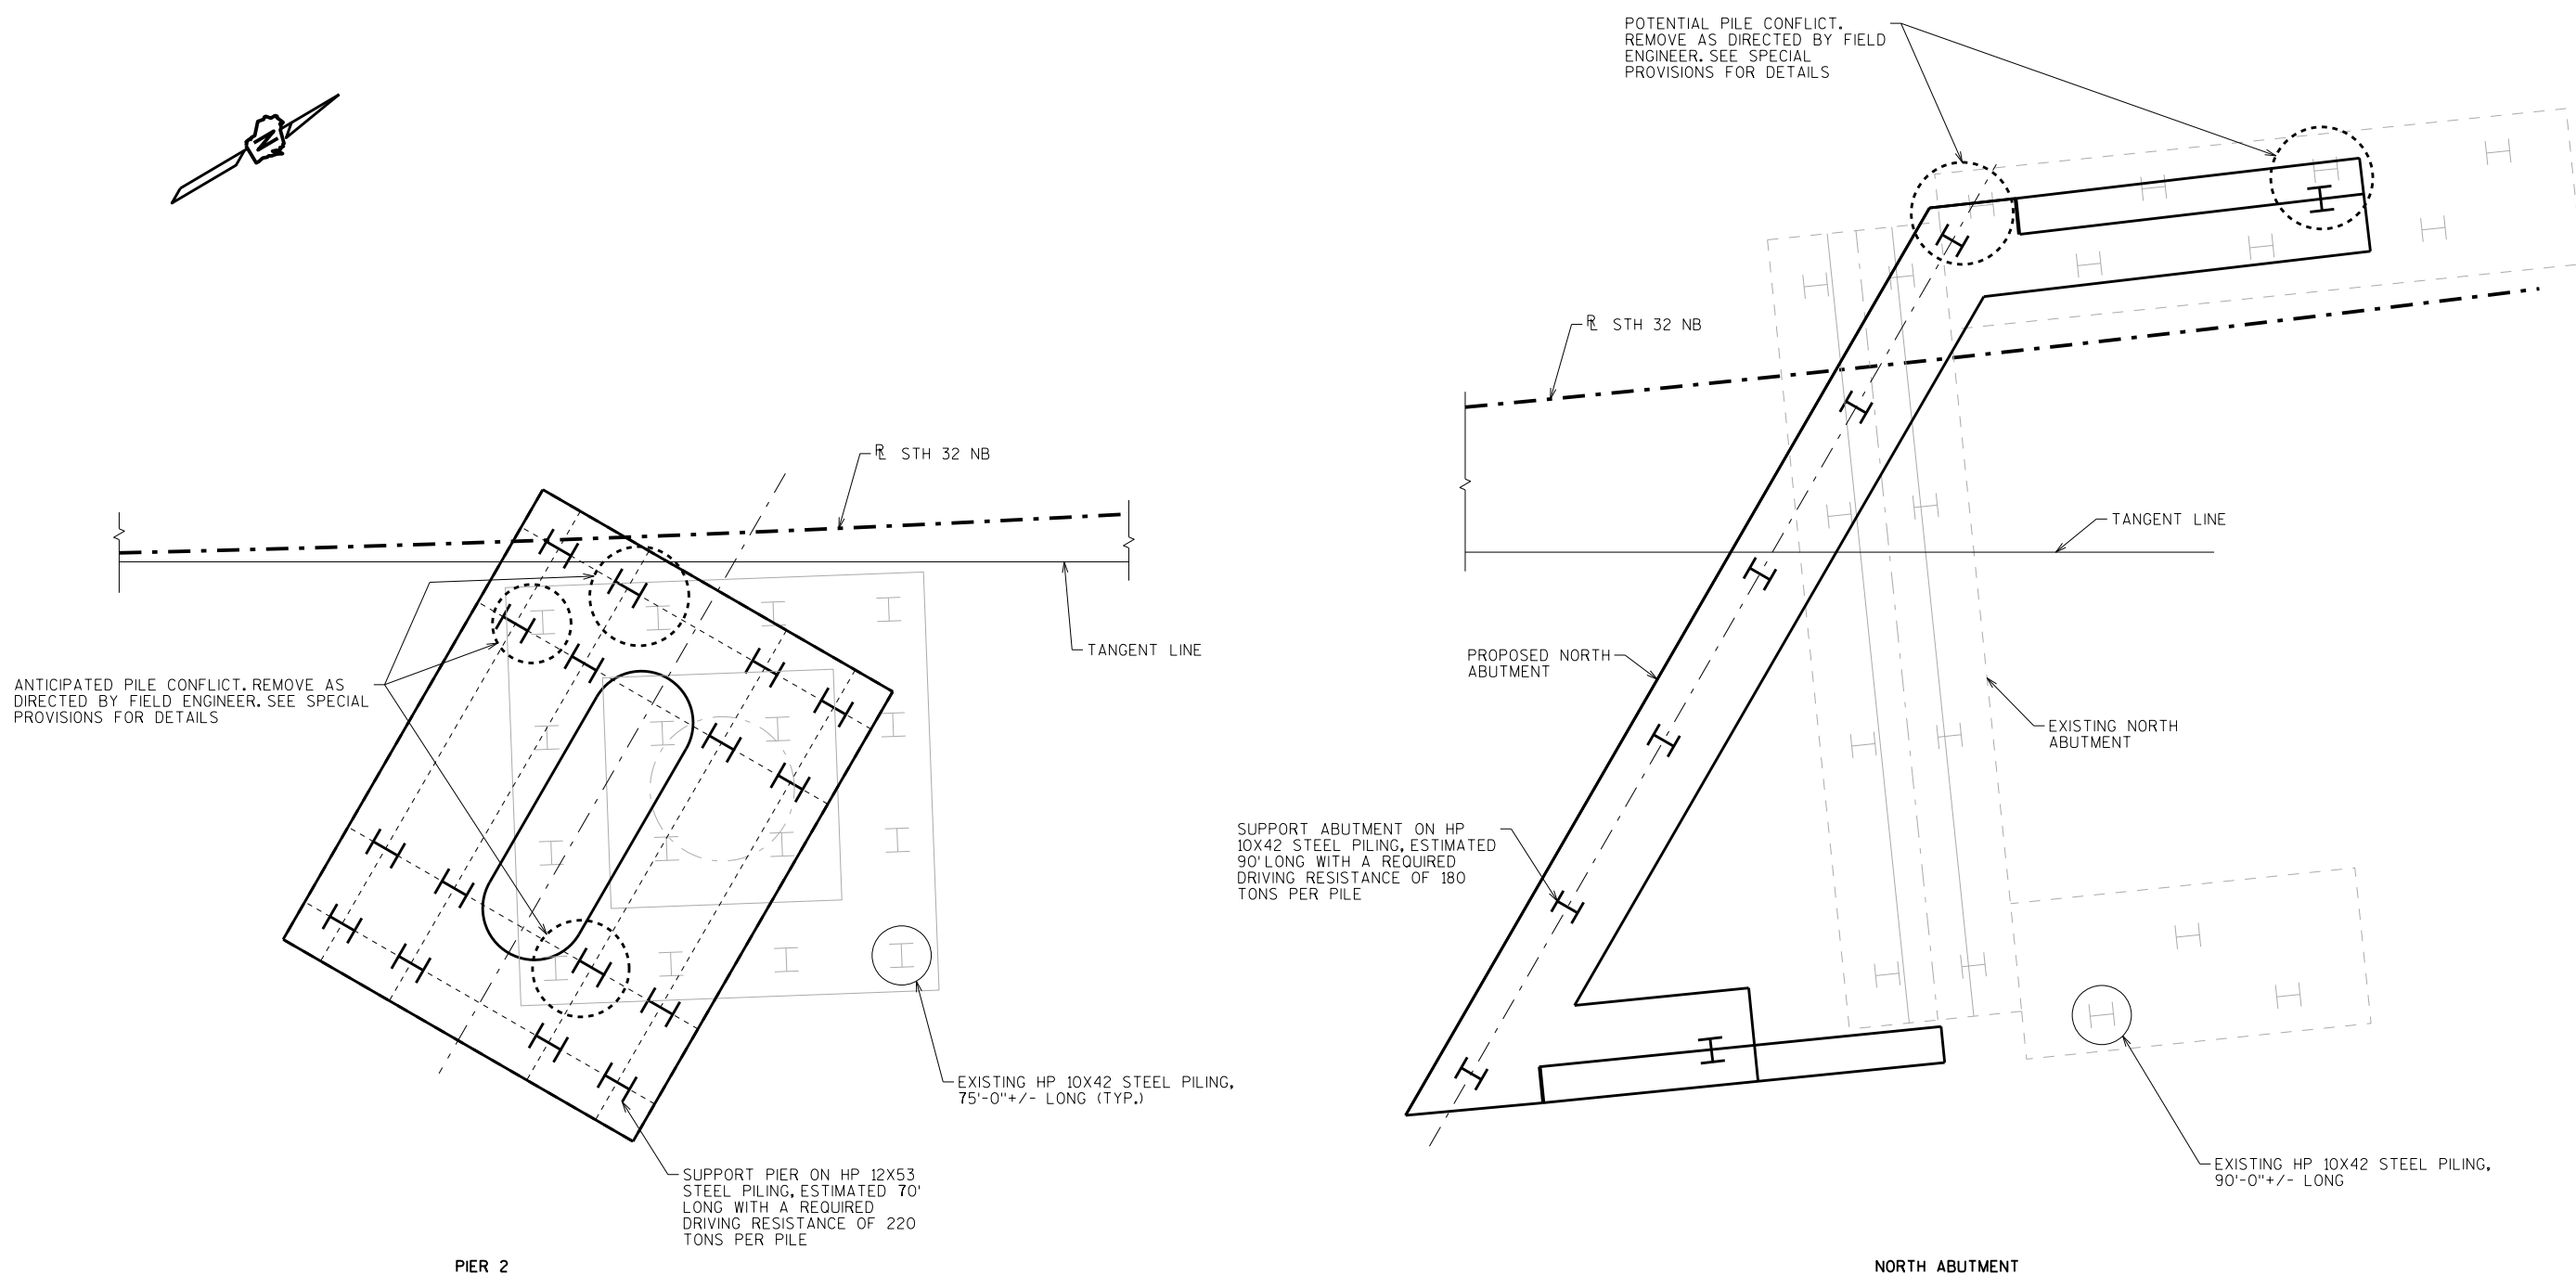 POTENTIAL PILE CONFLICT.
REMOVE AS DIRECTED BY FIELD
ENGINEER. SEE SPECIAL
PROVISIONS FOR DETAILS
N
℞ STH 32 NB
℞ STH 32 NB
TANGENT LINE
TANGENT LINE
ANTICIPATED PILE CONFLICT. REMOVE AS
DIRECTED BY FIELD ENGINEER. SEE SPECIAL
PROVISIONS FOR DETAILS
PROPOSED NORTH
ABUTMENT
EXISTING NORTH
ABUTMENT
SUPPORT ABUTMENT ON HP
10X42 STEEL PILING, ESTIMATED
90' LONG WITH A REQUIRED
DRIVING RESISTANCE OF 180
TONS PER PILE
EXISTING HP 10X42 STEEL PILING,
75'-0"+/- LONG (TYP.)
SUPPORT PIER ON HP 12X53
STEEL PILING, ESTIMATED 70'
LONG WITH A REQUIRED
DRIVING RESISTANCE OF 220
TONS PER PILE
EXISTING HP 10X42 STEEL PILING,
90'-0"+/- LONG
PIER 2
NORTH ABUTMENT